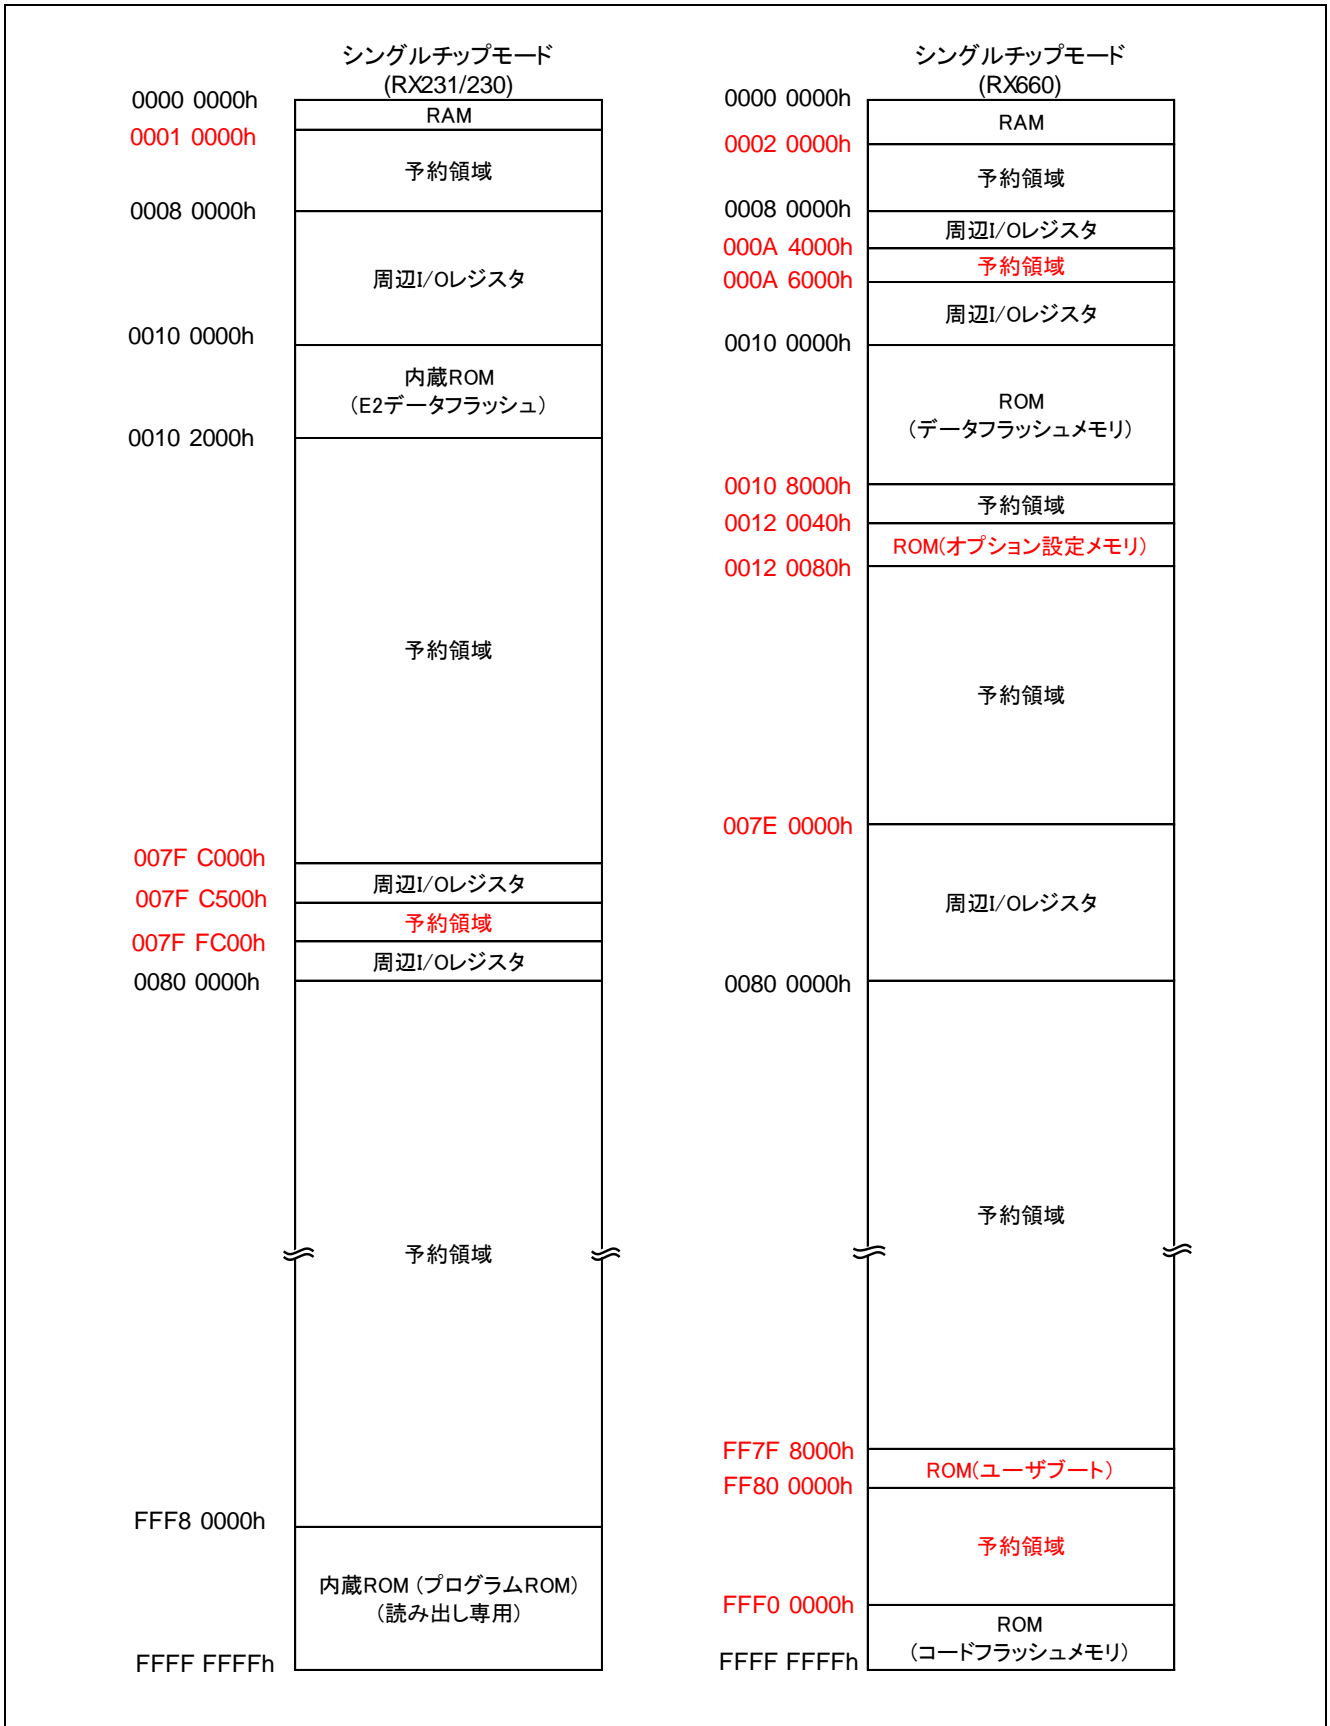 シングルチップモード
(RX231/230)
0000 0000h
RAM
0001 0000h
予約領域
0008 0000h
周辺I/Oレジスタ
0010 0000h
内蔵ROM
(E2データフラッシュ)
0010 2000h
予約領域
007F C000h
周辺I/Oレジスタ
007F C500h
予約領域
007F FC00h
周辺I/Oレジスタ
0080 0000h
予約領域
FFF8 0000h
内蔵ROM (プログラムROM)
(読み出し専用)
FFFF FFFFh
シングルチップモード
(RX660)
0000 0000h
RAM
0002 0000h
予約領域
0008 0000h
周辺I/Oレジスタ
000A 4000h
予約領域
000A 6000h
周辺I/Oレジスタ
0010 0000h
ROM
(データフラッシュメモリ)
0010 8000h
予約領域
0012 0040h
ROM(オプション設定メモリ)
0012 0080h
予約領域
007E 0000h
周辺I/Oレジスタ
0080 0000h
予約領域
FF7F 8000h
ROM(ユーザブート)
FF80 0000h
予約領域
FFF0 0000h
ROM
(コードフラッシュメモリ)
FFFF FFFFh